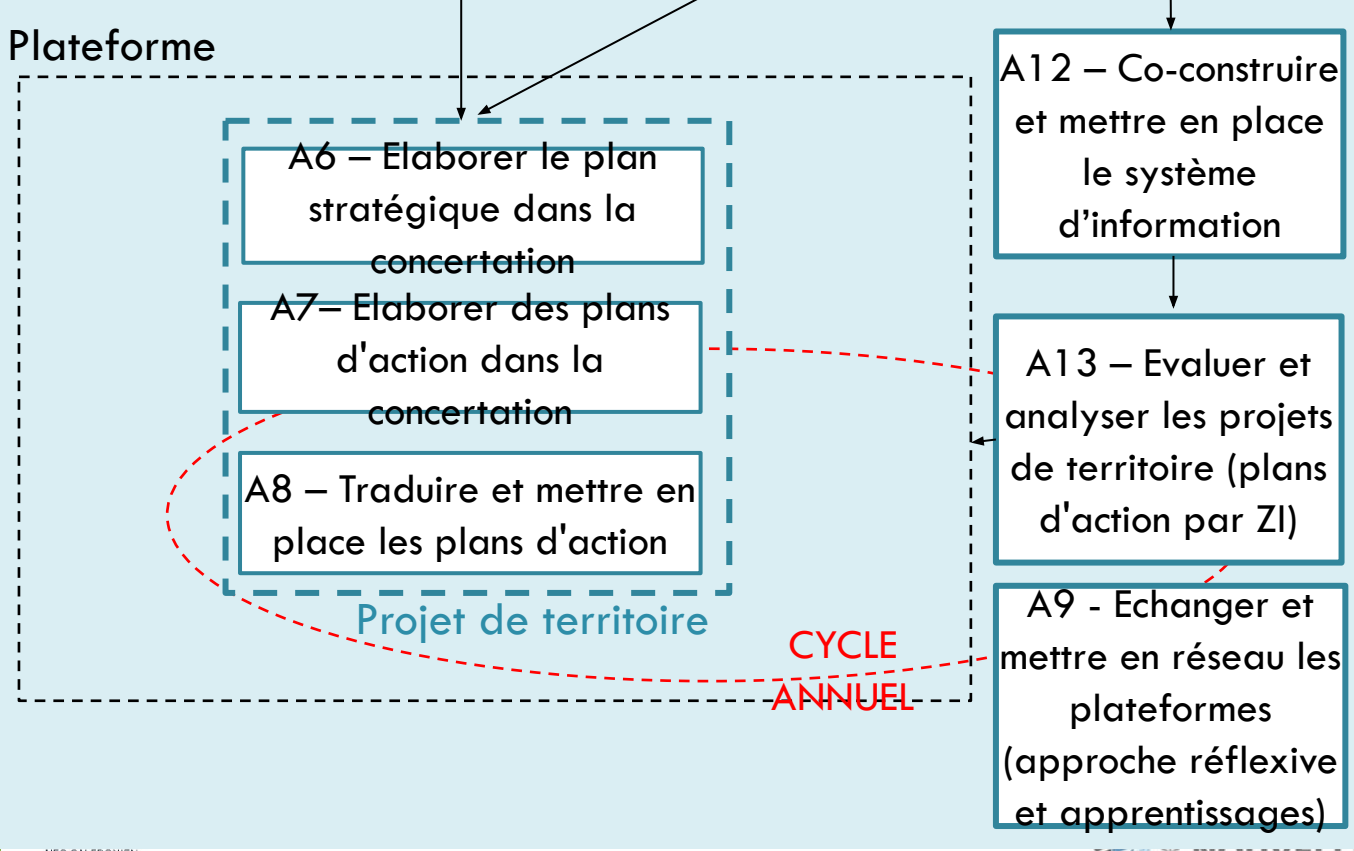 Plateforme
A6 – Elaborer le plan
stratégique dans la
concertation
A7– Elaborer des plans
d'action dans la
concertation
A8 – Traduire et mettre en
place les plans d'action
Projet de territoire
CYCLE
ANNUEL
A12 – Co-construire
et mettre en place
le système
d’information
A13 – Evaluer et
analyser les projets
de territoire (plans
d'action par ZI)
A9 - Echanger et
mettre en réseau les
plateformes
(approche réflexive
et apprentissages)